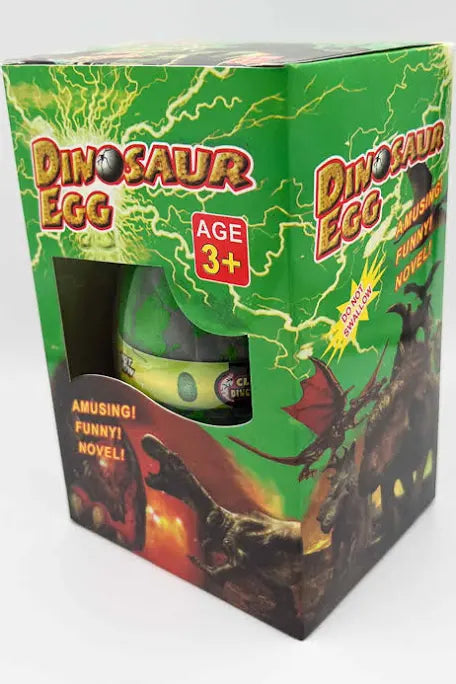 DINOSAUR
EGG
AGE
3+
AMUSING!
FUNNY!
NOVEL!
DINOSAUR
EGG
AMUSING!
FUNNY!
NOVEL!
DO NOT
SWALLOW